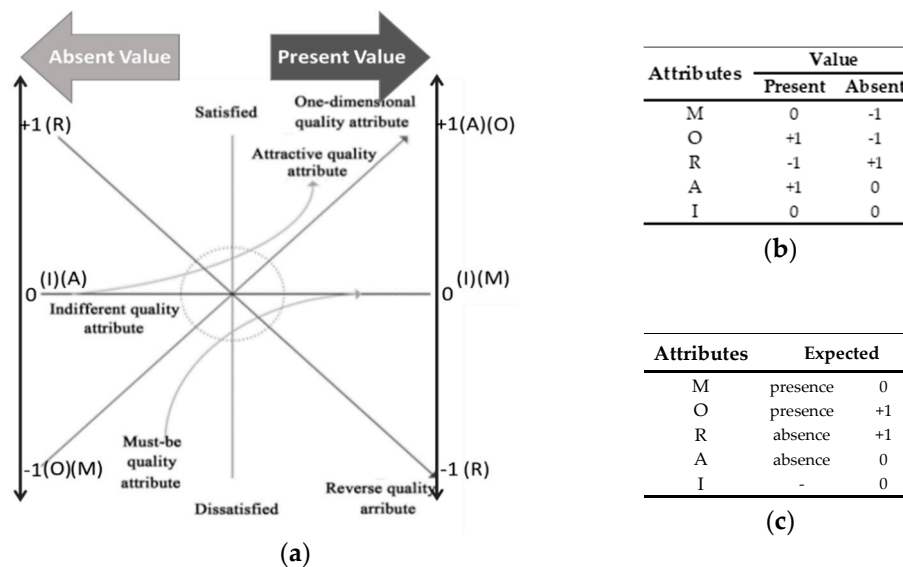 Absent Value
Present Value
+1 (R)
Satisfied
One-dimensional
quality attribute
+1(A)(O)
Attractive quality
attribute
0
(I)(A)
0
(I)(M)
Indifferent quality
attribute
Must-be
quality
attribute
-1(O)(M)
Dissatisfied
Reverse quality
arribute
-1 (R)
(a)
Attributes Value
Present Absent
M 0 -1
O +1 -1
R -1 +1
A +1 0
I 0 0
(b)
Attributes Expected
M presence 0
O presence +1
R absence +1
A absence 0
I - 0
(c)